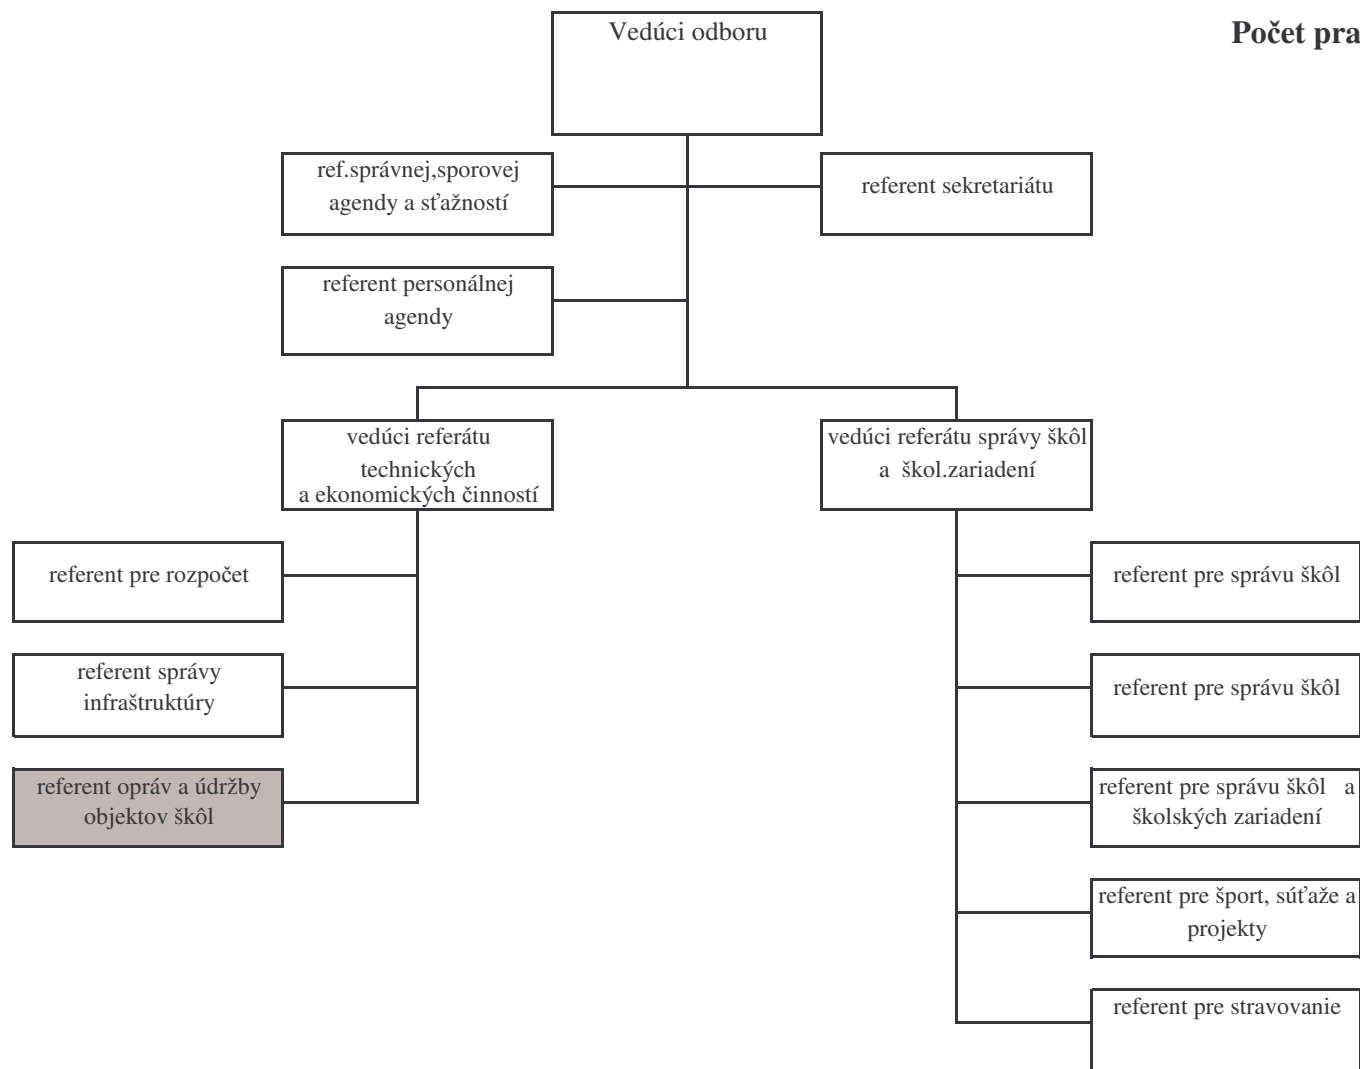 Vedúci odboru
Počet pra
ref.správnej,sporovej
agendy a sťažností
referent sekretariátu
referent personálnej
agendy
vedúci referátu
technických
a ekonomických činností
vedúci referátu správy škôl
a škol.zariadení
referent pre rozpočet
referent správy
infraštruktúry
referent opráv a údržby
objektov škôl
referent pre správu škôl
referent pre správu škôl
referent pre správu škôl a
školských zariadení
referent pre šport, súťaže a
projekty
referent pre stravovanie